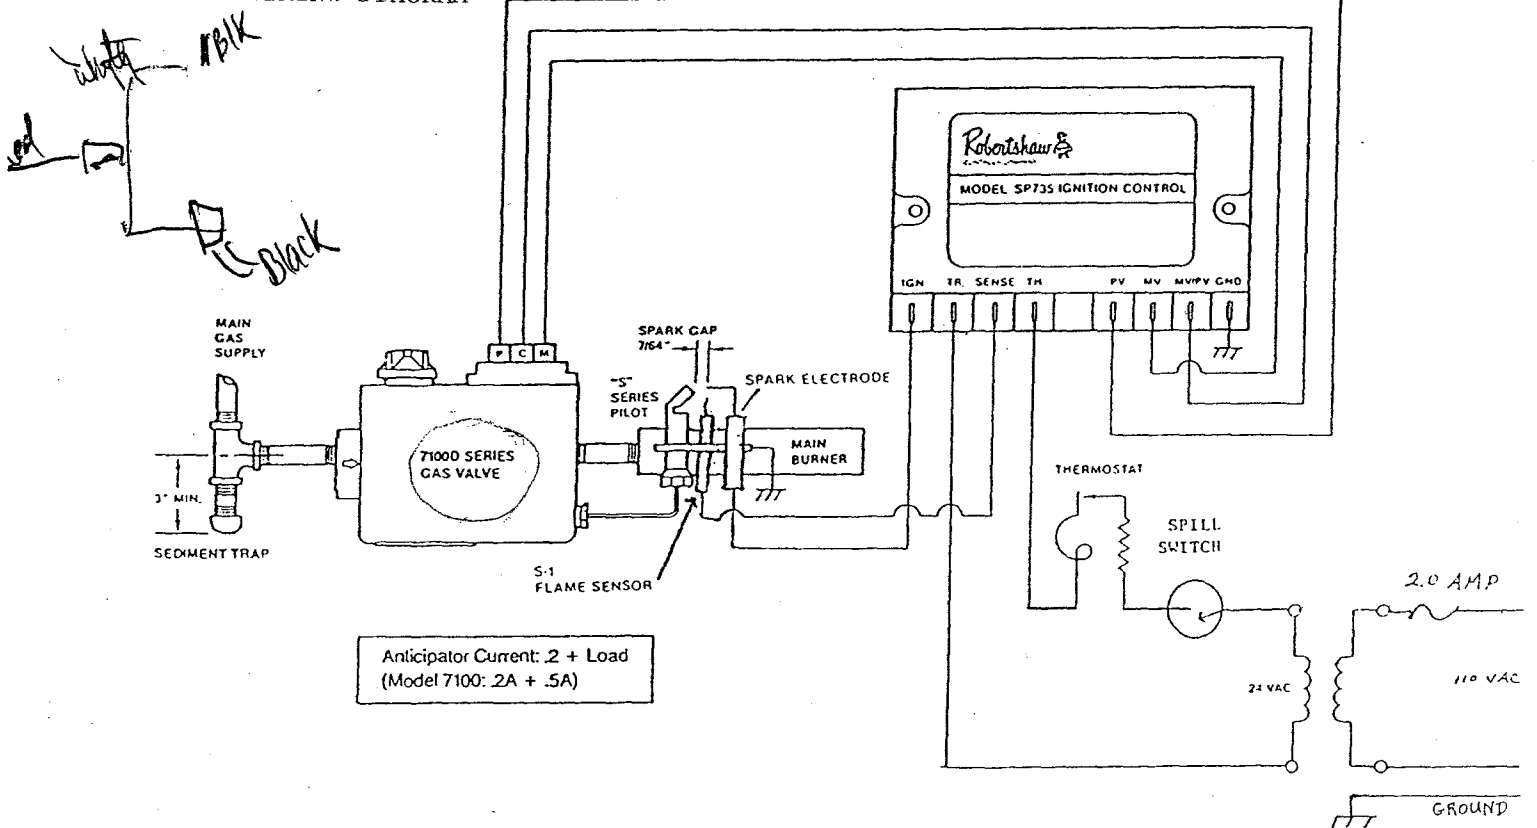 DIAGRAM
BlK
Black
Robertshaw
MODEL SP735 IGNITION CONTROL
IGN TR. SENSE TH PV MV MV/PV GND
MAIN
GAS
SUPPLY
3" MIN.
SEDIMENT TRAP
P C M
7100D SERIES
GAS VALVE
SPARK GAP
7/64"
"S"
SERIES
PILOT
SPARK ELECTRODE
MAIN
BURNER
S-1
FLAME SENSOR
THERMOSTAT
SPILL
SWITCH
2.0 AMP
24 VAC
110 VAC
GROUND
Anticipator Current: .2 + Load
(Model 7100: .2A + .5A)